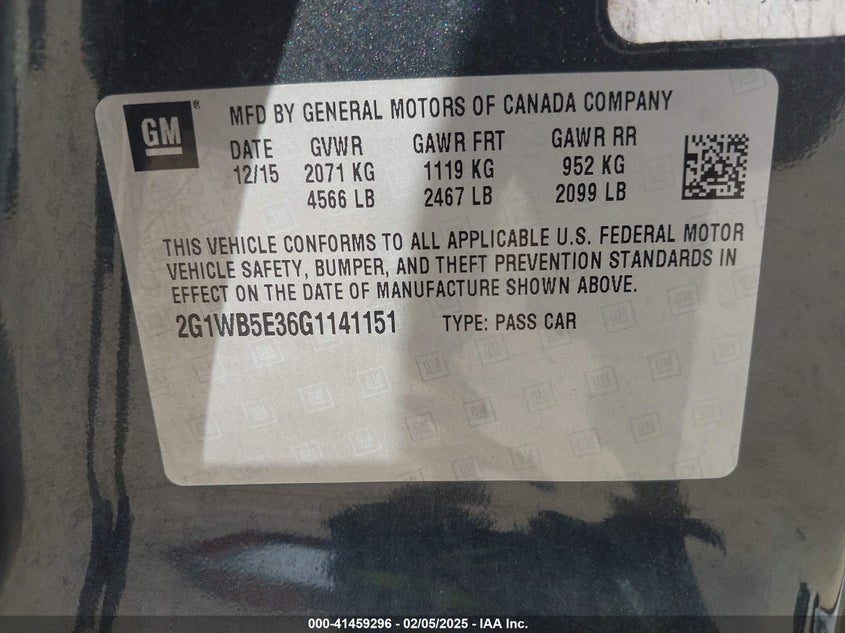 GM ® MFD BY GENERAL MOTORS OF CANADA COMPANY
DATE GVWR GAWR FRT GAWR RR
12/15 2071 KG 1119 KG 952 KG
4566 LB 2467 LB 2099 LB
THIS VEHICLE CONFORMS TO ALL APPLICABLE U.S. FEDERAL MOTOR
VEHICLE SAFETY, BUMPER, AND THEFT PREVENTION STANDARDS IN
EFFECT ON THE DATE OF MANUFACTURE SHOWN ABOVE.
2G1WB5E36G1141151 TYPE: PASS CAR
000-41459296 - 02/05/2025 - IAA Inc.